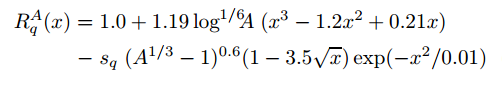 R_q^A(x) = 1.0 + 1.19 log^{1/6}A (x^3 − 1.2x^2 + 0.21x)
− s_q (A^{1/3} − 1)^{0.6}(1 − 3.5√x) exp(−x^2/0.01)